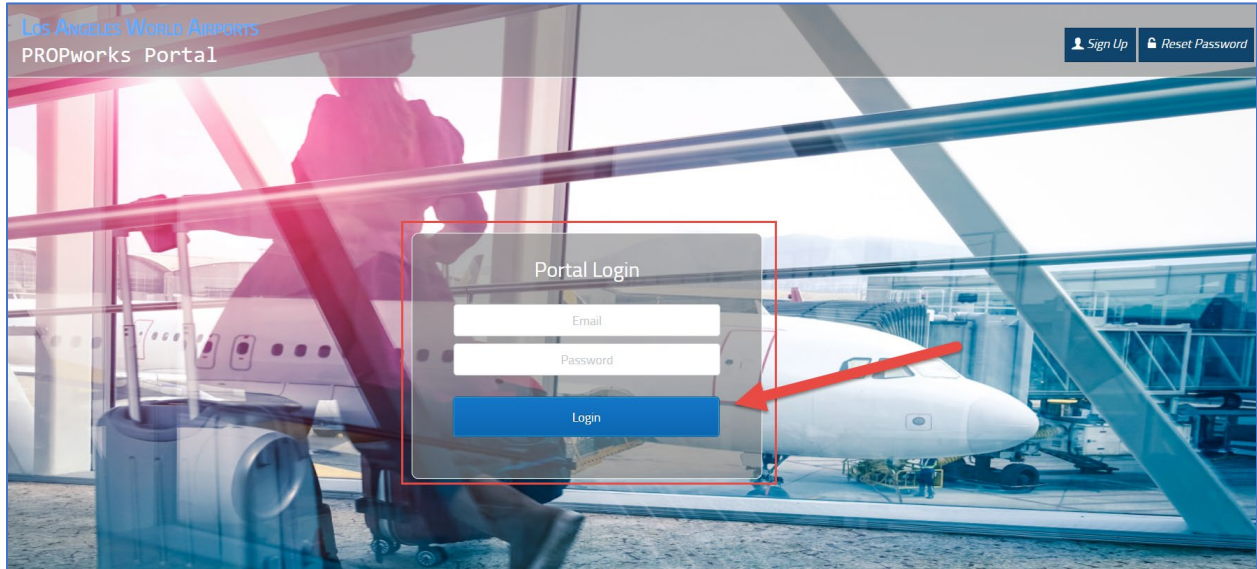 Los Angeles World Airports
PROPworks Portal
Sign Up
Reset Password
Portal Login
Email
Password
Login